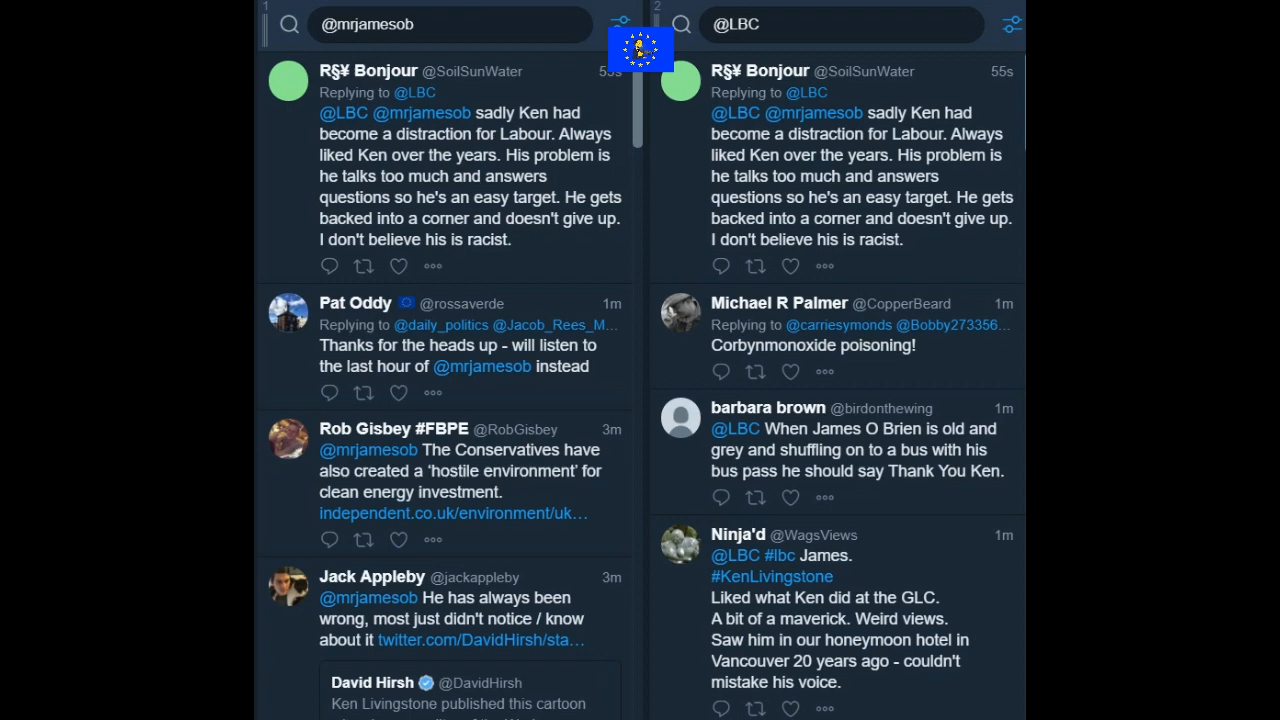 1
@mrjamesob
R§¥ Bonjour @SoilSunWater 55s
Replying to @LBC
@LBC @mrjamesob sadly Ken had
become a distraction for Labour. Always
liked Ken over the years. His problem is
he talks too much and answers
questions so he's an easy target. He gets
backed into a corner and doesn't give up.
I don't believe his is racist.
Pat Oddy @rossaverde 1m
Replying to @daily_politics @Jacob_Rees_M...
Thanks for the heads up - will listen to
the last hour of @mrjamesob instead
Rob Gisbey #FBPE @RobGisbey 3m
@mrjamesob The Conservatives have
also created a ‘hostile environment’ for
clean energy investment.
independent.co.uk/environment/uk…
Jack Appleby @jackappleby 3m
@mrjamesob He has always been
wrong, most just didn't notice / know
about it twitter.com/DavidHirsh/sta…
David Hirsh @DavidHirsh
Ken Livingstone published this cartoon
2
@LBC
R§¥ Bonjour @SoilSunWater 55s
Replying to @LBC
@LBC @mrjamesob sadly Ken had
become a distraction for Labour. Always
liked Ken over the years. His problem is
he talks too much and answers
questions so he's an easy target. He gets
backed into a corner and doesn't give up.
I don't believe his is racist.
Michael R Palmer @CopperBeard 1m
Replying to @carriesymonds @Bobby273356...
Corbynmonoxide poisoning!
barbara brown @birdonthewing 1m
@LBC When James O Brien is old and
grey and shuffling on to a bus with his
bus pass he should say Thank You Ken.
Ninja'd @WagsViews 1m
@LBC #lbc James.
#KenLivingstone
Liked what Ken did at the GLC.
A bit of a maverick. Weird views.
Saw him in our honeymoon hotel in
Vancouver 20 years ago - couldn't
mistake his voice.